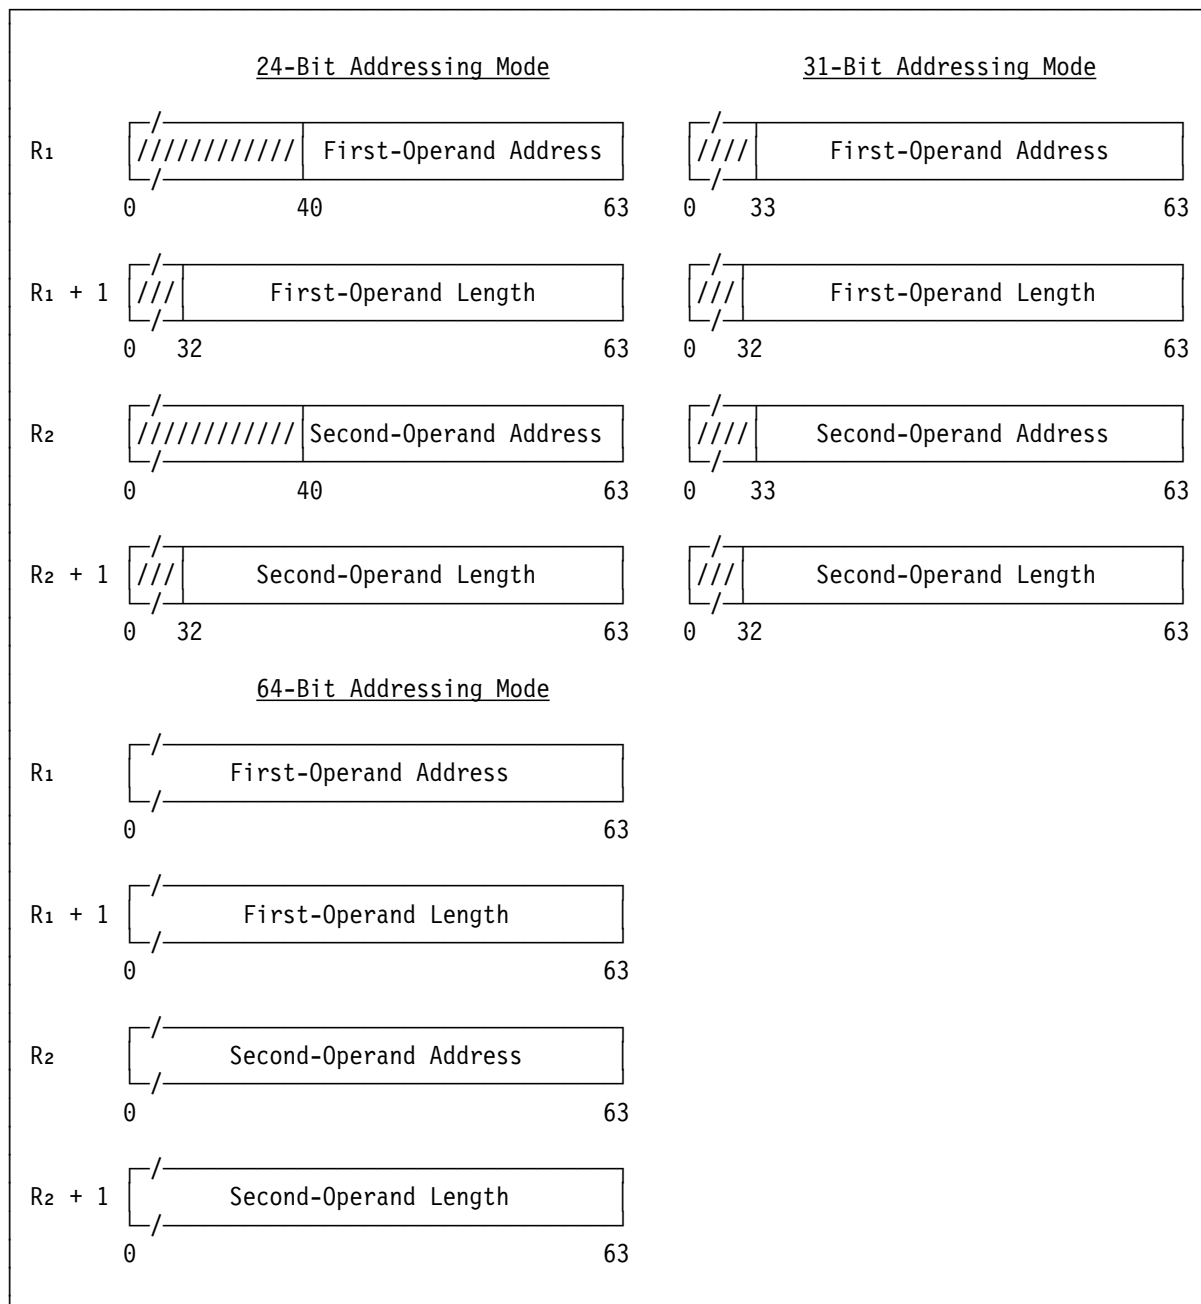 24-Bit Addressing Mode 31-Bit Addressing Mode
R₁ //////////// First-Operand Address //// First-Operand Address
0 40 63 0 33 63
R₁ + 1 /// First-Operand Length /// First-Operand Length
0 32 63 0 32 63
R₂ //////////// Second-Operand Address //// Second-Operand Address
0 40 63 0 33 63
R₂ + 1 /// Second-Operand Length /// Second-Operand Length
0 32 63 0 32 63
64-Bit Addressing Mode
R₁ First-Operand Address
0 63
R₁ + 1 First-Operand Length
0 63
R₂ Second-Operand Address
0 63
R₂ + 1 Second-Operand Length
0 63